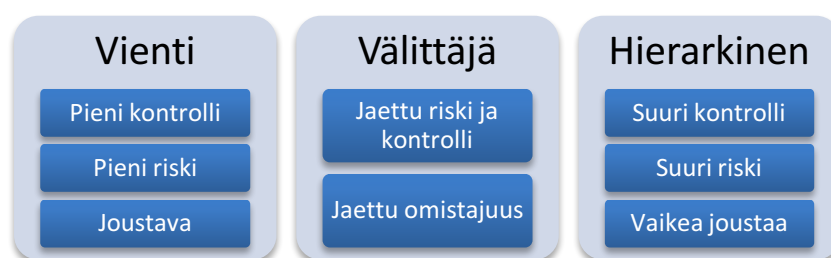 Vienti
Pieni kontrolli
Pieni riski
Joustava
Välittäjä
Jaettu riski ja
kontrolli
Jaettu omistajuus
Hierarkinen
Suuri kontrolli
Suuri riski
Vaikea joustaa